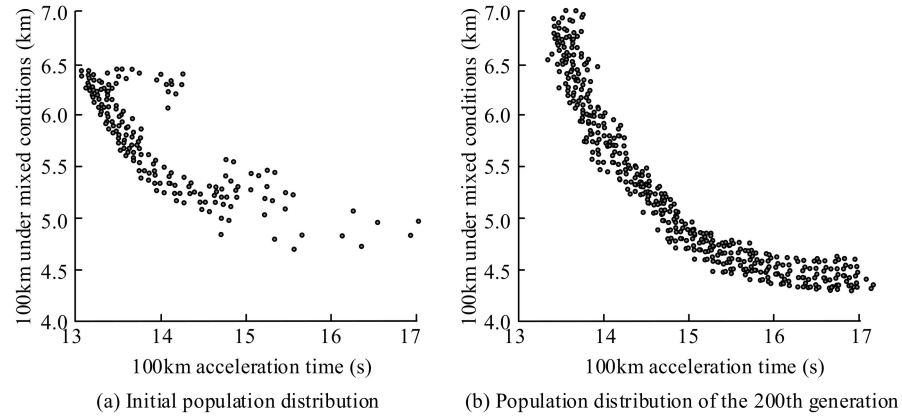 7.0
6.5
6.0
5.5
5.0
4.5
4.0
100km under mixed conditions (km)
13 14 15 16 17
100km acceleration time (s)
(a) Initial population distribution
7.0
6.5
6.0
5.5
5.0
4.5
4.0
100km under mixed conditions (km)
13 14 15 16 17
100km acceleration time (s)
(b) Population distribution of the 200th generation